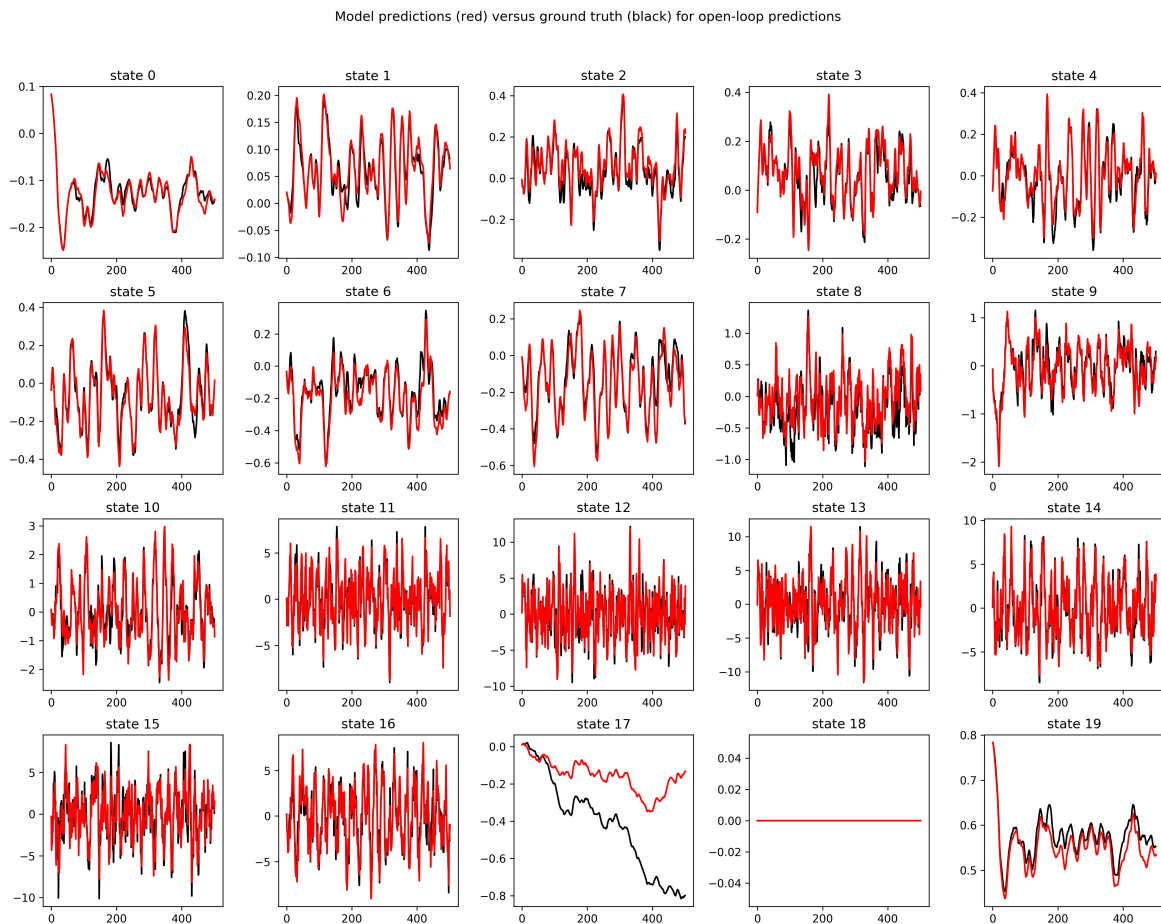 Model predictions (red) versus ground truth (black) for open-loop predictions
state 0 state 1 state 2 state 3 state 4
0.1 0.0 −0.1 −0.2
0 200 400
0.20 0.15 0.10 0.05 0.00 −0.05 −0.10
0 200 400
0.4 0.2 0.0 −0.2
0 200 400
0.4 0.2 0.0 −0.2
0 200 400
0.4 0.2 0.0 −0.2
0 200 400
state 5 state 6 state 7 state 8 state 9
0.4 0.2 0.0 −0.2 −0.4
0 200 400
0.2 0.0 −0.2 −0.4 −0.6
0 200 400
0.2 0.0 −0.2 −0.4 −0.6
0 200 400
1.0 0.5 0.0 −0.5 −1.0
0 200 400
1 0 −1 −2
0 200 400
state 10 state 11 state 12 state 13 state 14
3 2 1 0 −1 −2
0 200 400
5 0 −5
0 200 400
10 5 0 −5 −10
0 200 400
10 5 0 −5 −10
0 200 400
10 5 0 −5
0 200 400
state 15 state 16 state 17 state 18 state 19
5 0 −5 −10
0 200 400
5 0 −5
0 200 400
0.0 −0.2 −0.4 −0.6 −0.8
0 200 400
0.04 0.02 0.00 −0.02 −0.04
0 200 400
0.8 0.7 0.6 0.5
0 200 400